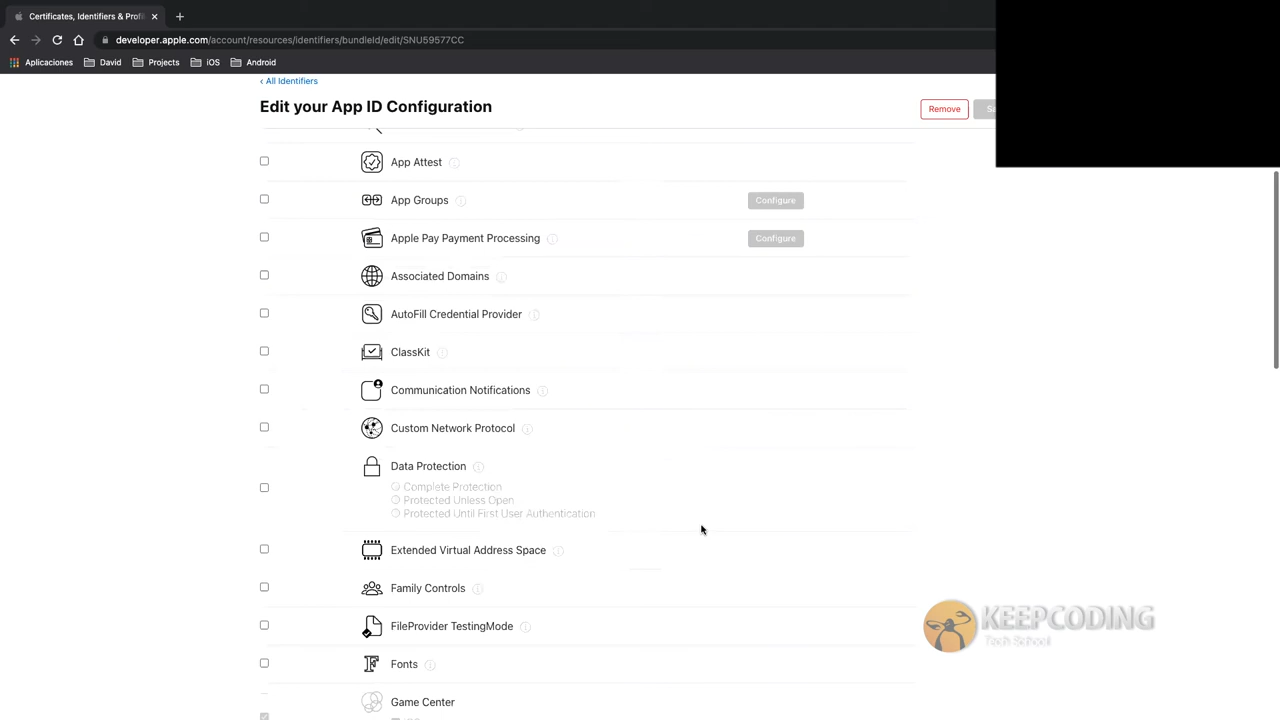 Certificates, Identifiers & Profi
developer.apple.com/account/resources/identifiers/bundleId/edit/SNU59577CC
Aplicaciones
David
Projects
iOS
Android
‹ All Identifiers
Edit your App ID Configuration
Remove
App Attest
App Groups
Configure
Apple Pay Payment Processing
Configure
Associated Domains
AutoFill Credential Provider
ClassKit
Communication Notifications
Custom Network Protocol
Data Protection
Complete Protection
Protected Unless Open
Protected Until First User Authentication
Extended Virtual Address Space
Family Controls
FileProvider TestingMode
Fonts
Game Center
KEEPCODING
Tech School